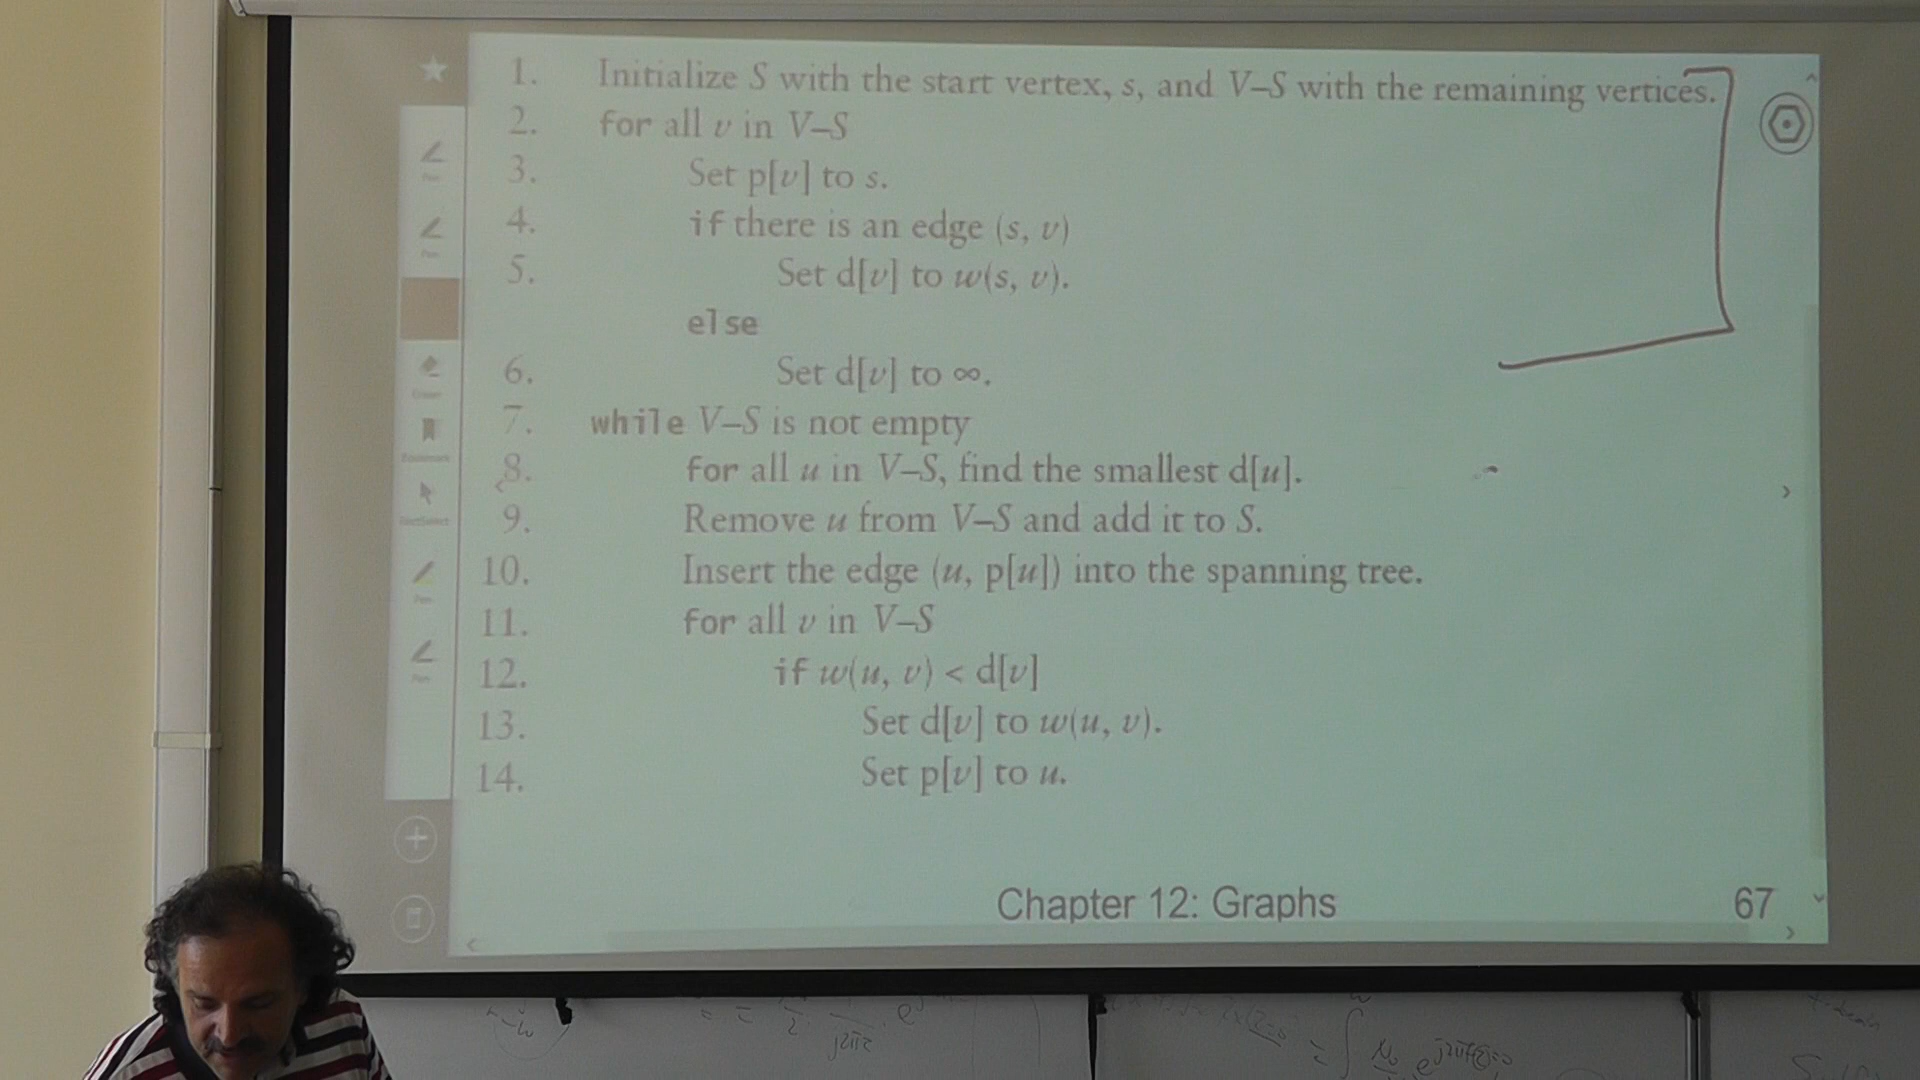 1. Initialize S with the start vertex, s, and V–S with the remaining vertices.
2. for all v in V–S
3. Set p[v] to s.
4. if there is an edge (s, v)
5. Set d[v] to w(s, v).
else
6. Set d[v] to ∞.
7. while V–S is not empty
8. for all u in V–S, find the smallest d[u].
9. Remove u from V–S and add it to S.
10. Insert the edge (u, p[u]) into the spanning tree.
11. for all v in V–S
12. if w(u, v) < d[v]
13. Set d[v] to w(u, v).
14. Set p[v] to u.
Chapter 12: Graphs
67